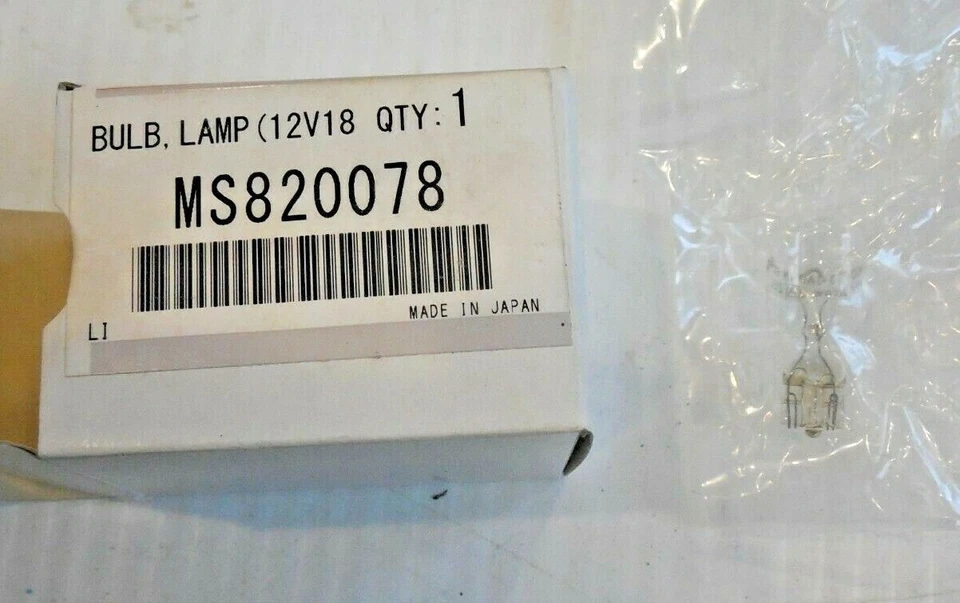 BULB, LAMP(12V18 QTY: 1
MS820078
MADE IN JAPAN
LI